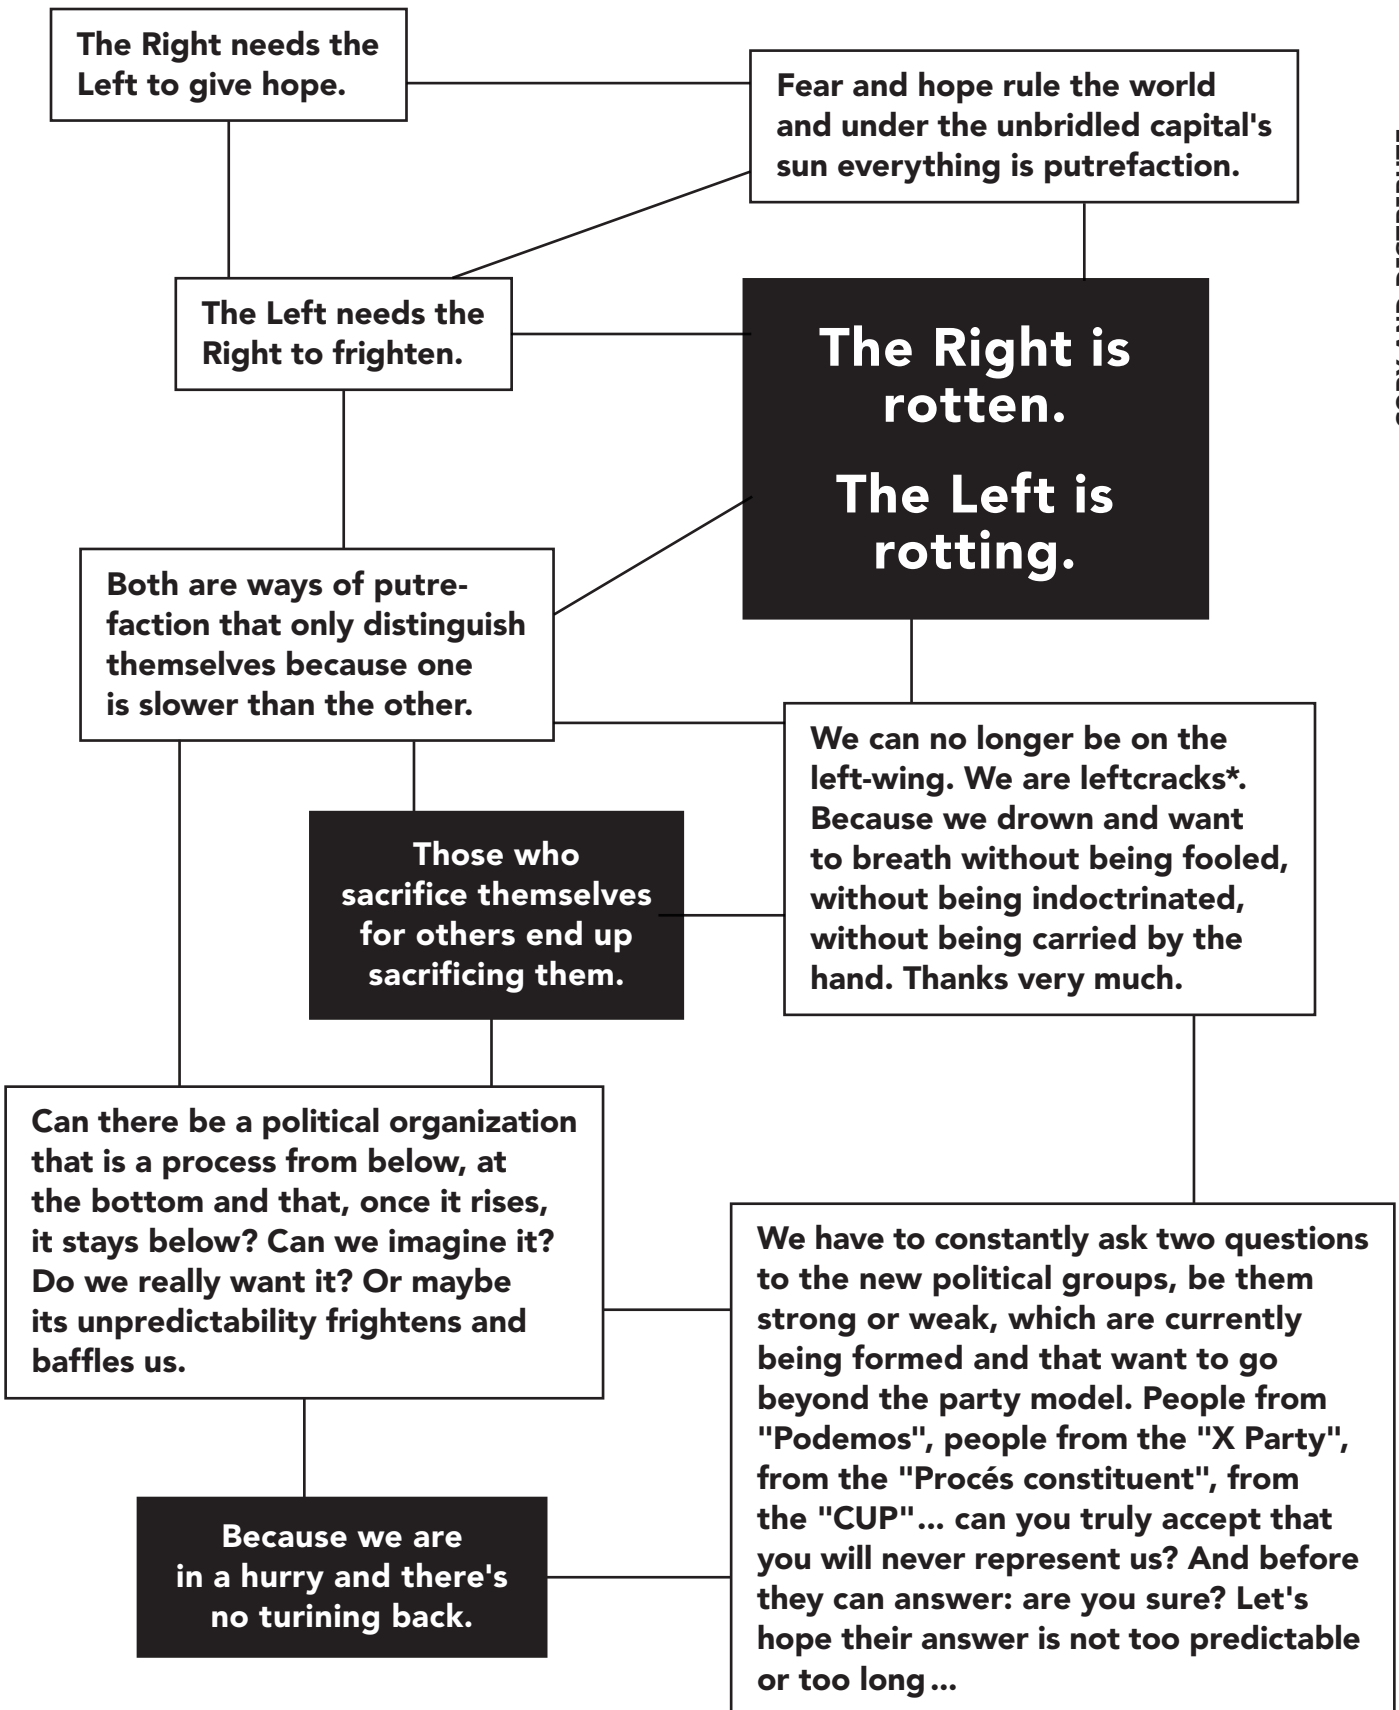 The Right needs the
Left to give hope.
Fear and hope rule the world
and under the unbridled capital's
sun everything is putrefaction.
The Left needs the
Right to frighten.
The Right is
rotten.
The Left is
rotting.
Both are ways of putre-
faction that only distinguish
themselves because one
is slower than the other.
We can no longer be on the
left-wing. We are leftcracks*.
Because we drown and want
to breath without being fooled,
without being indoctrinated,
without being carried by the
hand. Thanks very much.
Those who
sacrifice themselves
for others end up
sacrificing them.
Can there be a political organization
that is a process from below, at
the bottom and that, once it rises,
it stays below? Can we imagine it?
Do we really want it? Or maybe
its unpredictability frightens and
baffles us.
We have to constantly ask two questions
to the new political groups, be them
strong or weak, which are currently
being formed and that want to go
beyond the party model. People from
"Podemos", people from the "X Party",
from the "Procés constituent", from
the "CUP"... can you truly accept that
you will never represent us? And before
they can answer: are you sure? Let's
hope their answer is not too predictable
or too long...
Because we are
in a hurry and there's
no turining back.